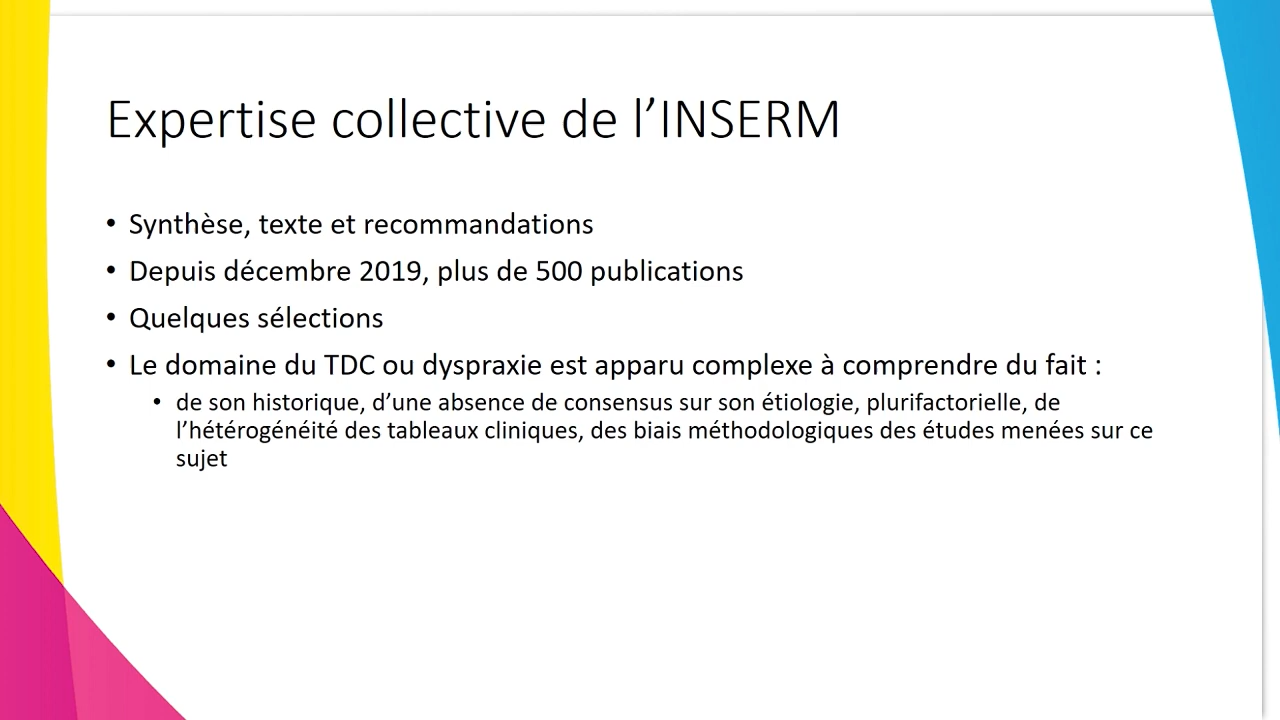 Expertise collective de l’INSERM
• Synthèse, texte et recommandations
• Depuis décembre 2019, plus de 500 publications
• Quelques sélections
• Le domaine du TDC ou dyspraxie est apparu complexe à comprendre du fait :
• de son historique, d’une absence de consensus sur son étiologie, plurifactorielle, de
l’hétérogénéité des tableaux cliniques, des biais méthodologiques des études menées sur ce
sujet